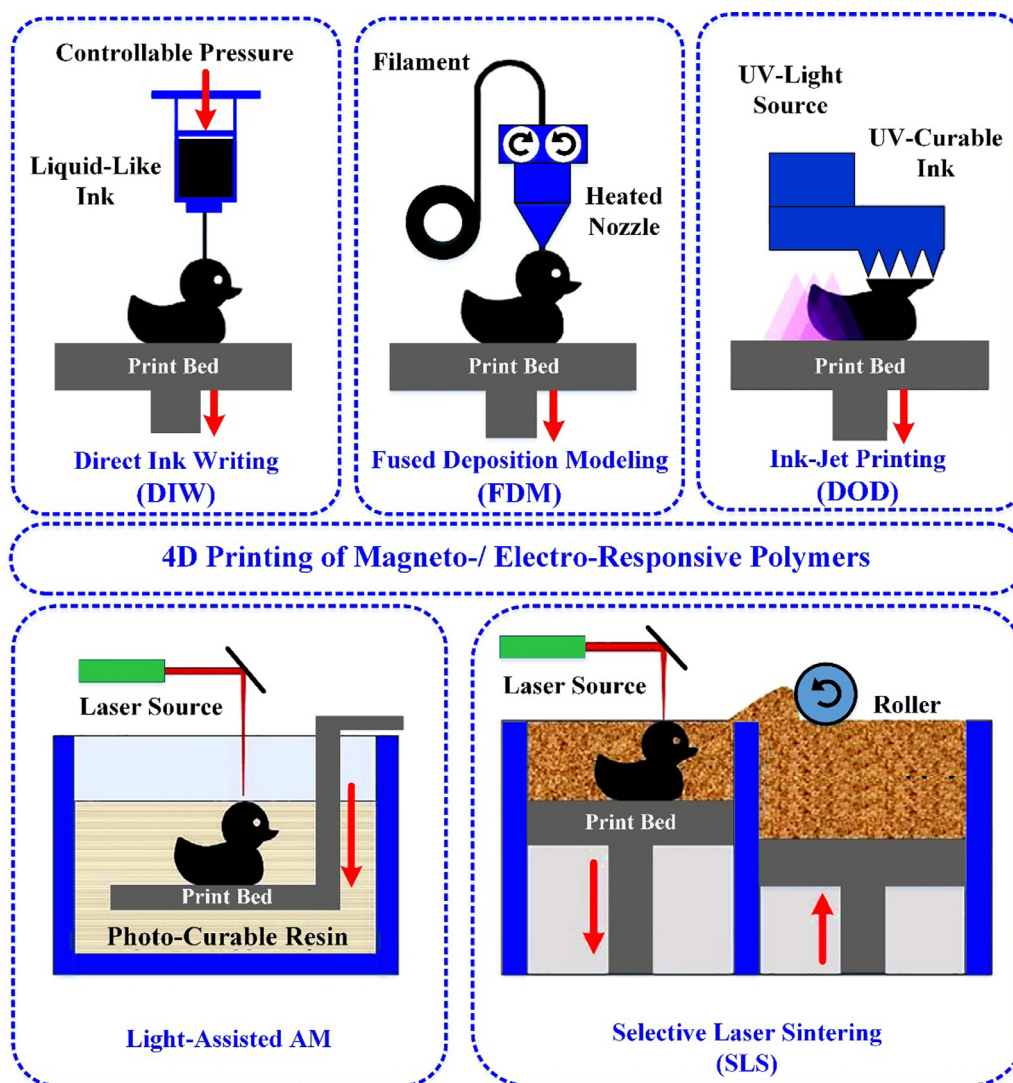 Controllable Pressure
Liquid-Like
Ink
Print Bed
Direct Ink Writing
(DIW)
Filament
Heated
Nozzle
Print Bed
Fused Deposition Modeling
(FDM)
UV-Light
Source
UV-Curable
Ink
Print Bed
Ink-Jet Printing
(DOD)
4D Printing of Magneto-/ Electro-Responsive Polymers
Laser Source
Print Bed
Photo-Curable Resin
Light-Assisted AM
Laser Source
Roller
Print Bed
Selective Laser Sintering
(SLS)